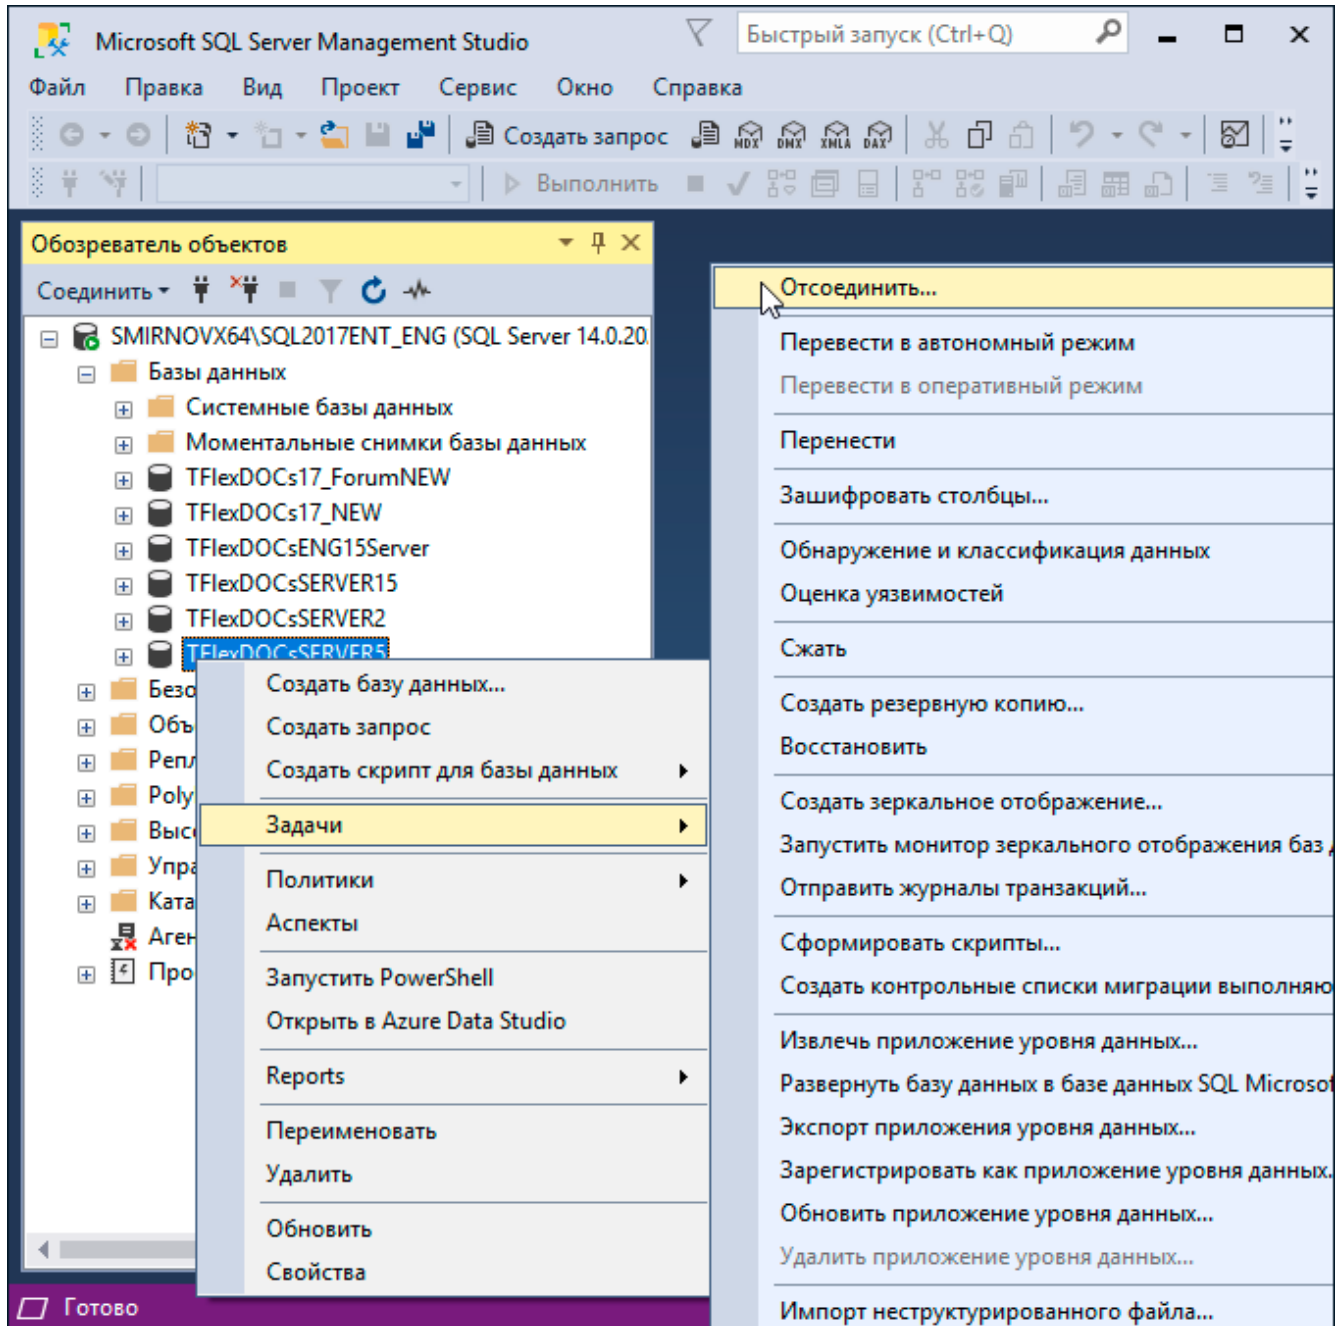 Microsoft SQL Server Management Studio
Быстрый запуск (Ctrl+Q)
Файл Правка Вид Проект Сервис Окно Справка
Создать запрос MDX DMX XMLA DAX
Выполнить
Обозреватель объектов
Соединить
SMIRNOVX64\SQL2017ENT_ENG (SQL Server 14.0.20
Базы данных
Системные базы данных
Моментальные снимки базы данных
TFlexDOCs17_ForumNEW
TFlexDOCs17_NEW
TFlexDOCsENG15Server
TFlexDOCsSERVER15
TFlexDOCsSERVER2
TFlexDOCsSERVER5
Безо
Объ
Репл
Poly
Высо
Упра
Ката
Аген
Про
Создать базу данных...
Создать запрос
Создать скрипт для базы данных
Задачи
Политики
Аспекты
Запустить PowerShell
Открыть в Azure Data Studio
Reports
Переименовать
Удалить
Обновить
Свойства
Отсоединить...
Перевести в автономный режим
Перевести в оперативный режим
Перенести
Зашифровать столбцы...
Обнаружение и классификация данных
Оценка уязвимостей
Сжать
Создать резервную копию...
Восстановить
Создать зеркальное отображение...
Запустить монитор зеркального отображения баз
Отправить журналы транзакций...
Сформировать скрипты...
Создать контрольные списки миграции выполняю
Извлечь приложение уровня данных...
Развернуть базу данных в базе данных SQL Microsof
Экспорт приложения уровня данных...
Зарегистрировать как приложение уровня данных.
Обновить приложение уровня данных...
Удалить приложение уровня данных...
Импорт неструктурированного файла...
Готово